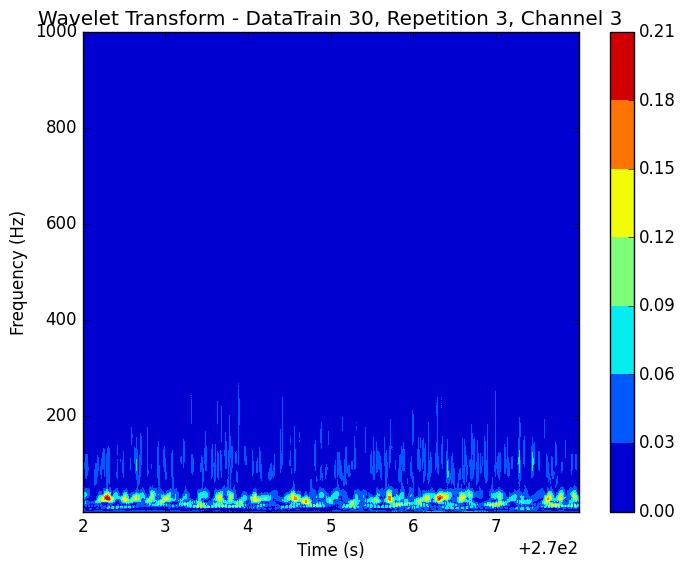 Wavelet Transform - DataTrain 30, Repetition 3, Channel 3
1000
800
600
400
200
Frequency (Hz)
2 3 4 5 6 7
Time (s)
+2.7e2
0.21
0.18
0.15
0.12
0.09
0.06
0.03
0.00